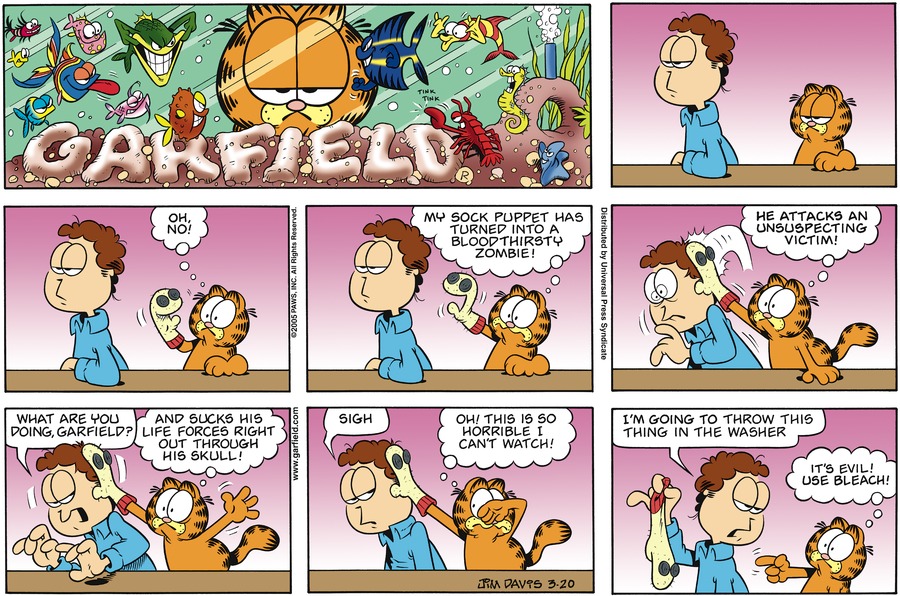 TINK
TINK
GARFIELD
R
OH,
NO!
©2005 PAWS, INC. All Rights Reserved.
MY SOCK PUPPET HAS
TURNED INTO A
BLOODTHIRSTY
ZOMBIE!
Distributed by Universal Press Syndicate
HE ATTACKS AN
UNSUSPECTING
VICTIM!
WHAT ARE YOU
DOING, GARFIELD?
AND SUCKS HIS
LIFE FORCES RIGHT
OUT THROUGH
HIS SKULL!
www.garfield.com
SIGH
OH! THIS IS SO
HORRIBLE I
CAN'T WATCH!
JIM DAVIS 3-20
I'M GOING TO THROW THIS
THING IN THE WASHER
IT'S EVIL!
USE BLEACH!